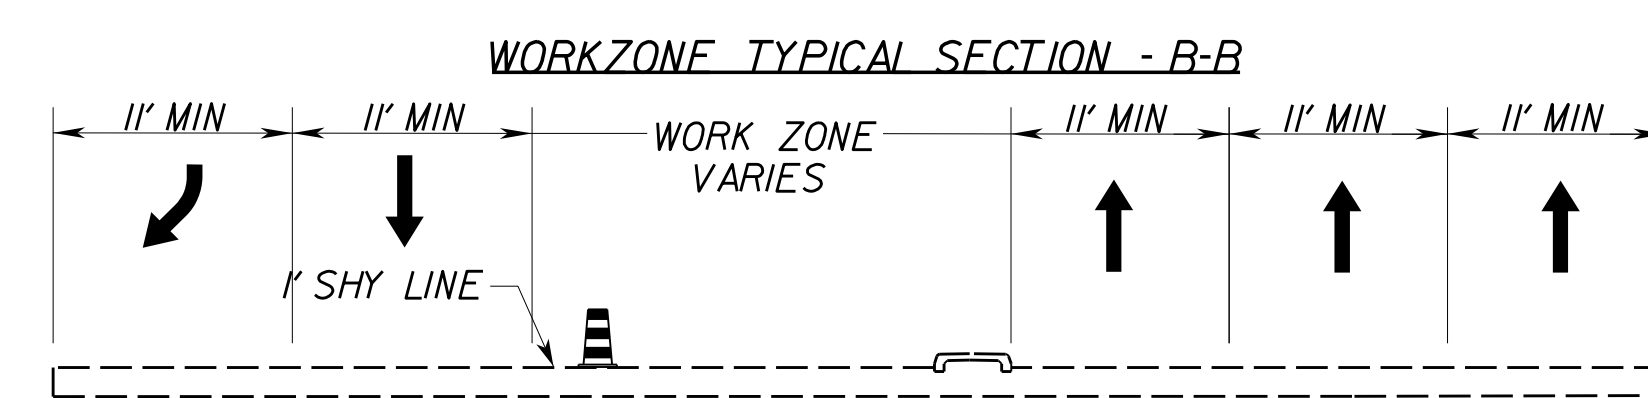 WORKZONE TYPICAL SECTION - B-B
11' MIN 11' MIN WORK ZONE 11' MIN 11' MIN 11' MIN
VARIES
1' SHY LINE